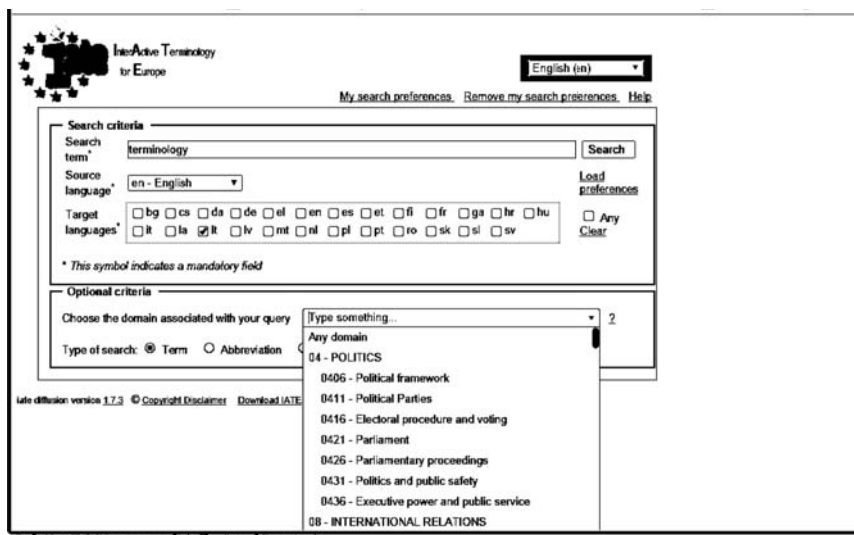 InterActive Terminology
for Europe
English (en)
My search preferences Remove my search preferences Help
Search criteria
Search term* terminology Search
Source language* en - English Load preferences
Target languages* bg cs da de el en es et fi fr ga hr hu Any
it la lt lv mt nl pl pt ro sk sl sv Clear
* This symbol indicates a mandatory field
Optional criteria
Choose the domain associated with your query Type something... ?
Any domain
Type of search: Term Abbreviation
04 - POLITICS
0406 - Political framework
0411 - Political Parties
iate diffusion version 1.7.3 © Copyright Disclaimer Download IATE
0416 - Electoral procedure and voting
0421 - Parliament
0426 - Parliamentary proceedings
0431 - Politics and public safety
0436 - Executive power and public service
08 - INTERNATIONAL RELATIONS